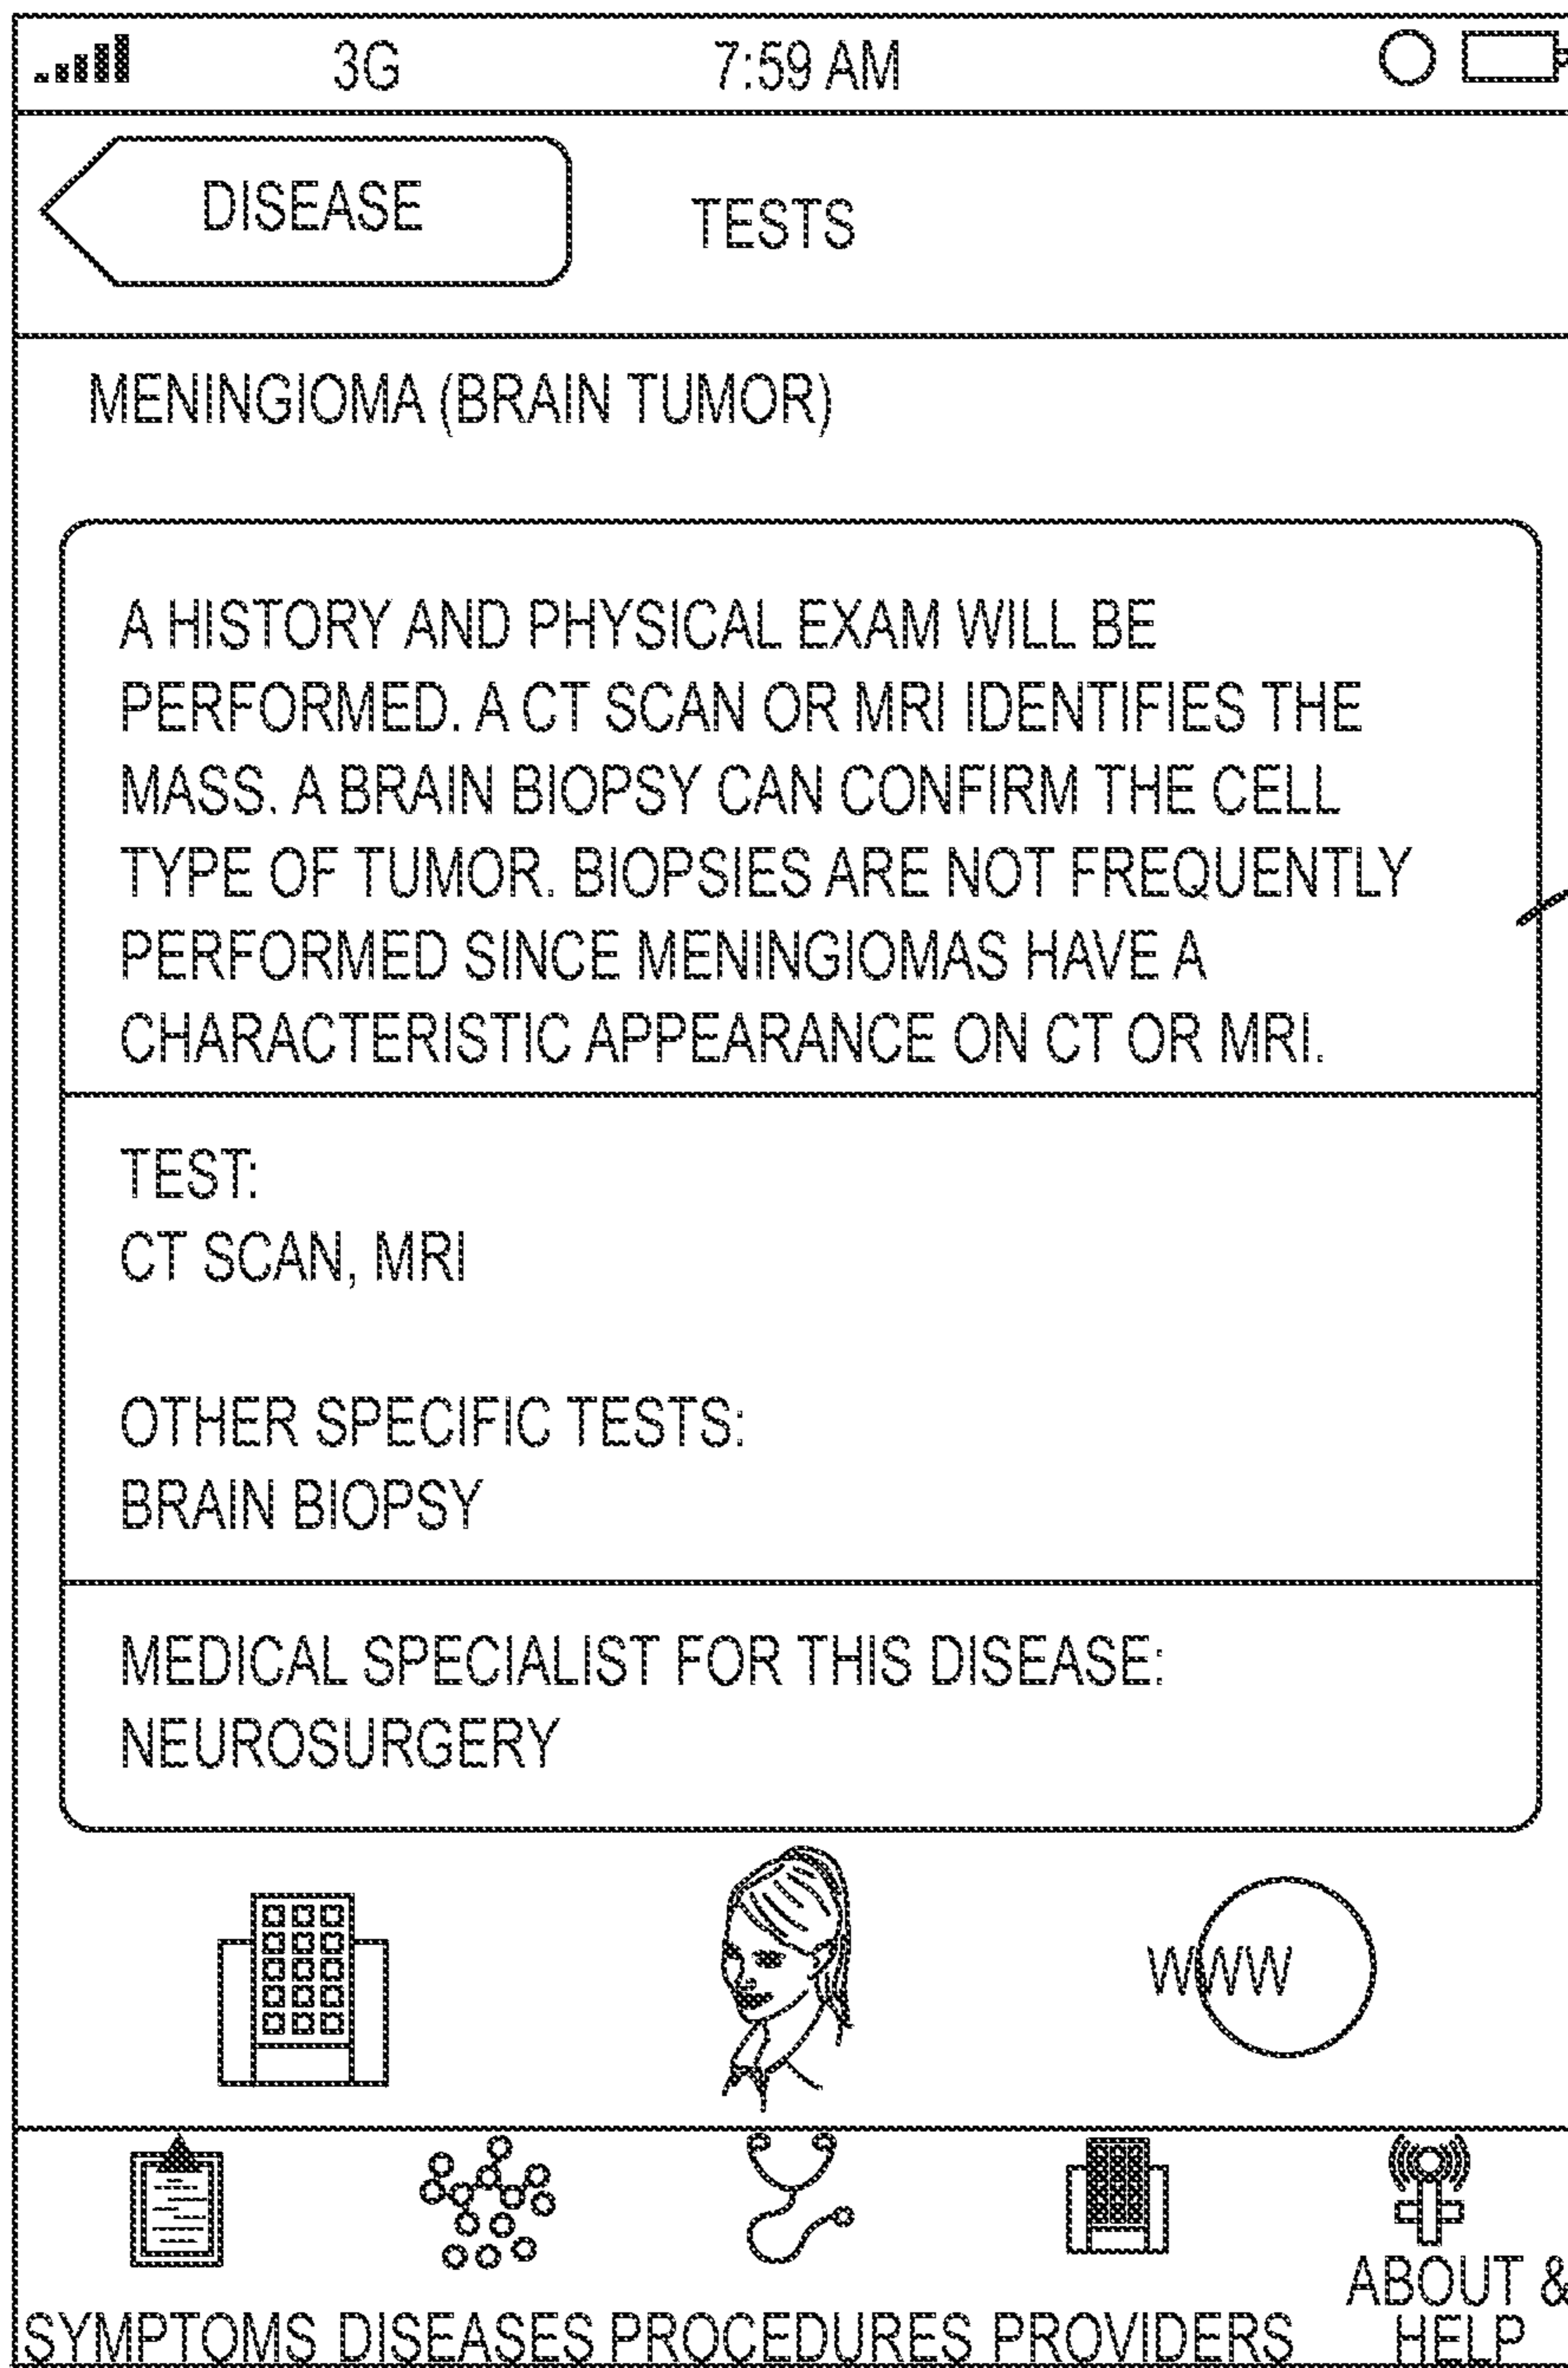 3G 7:59 AM
DISEASE TESTS
MENINGIOMA (BRAIN TUMOR)
A HISTORY AND PHYSICAL EXAM WILL BE
PERFORMED. A CT SCAN OR MRI IDENTIFIES THE
MASS. A BRAIN BIOPSY CAN CONFIRM THE CELL
TYPE OF TUMOR. BIOPSIES ARE NOT FREQUENTLY
PERFORMED SINCE MENINGIOMAS HAVE A
CHARACTERISTIC APPEARANCE ON CT OR MRI.
TEST:
CT SCAN, MRI
OTHER SPECIFIC TESTS:
BRAIN BIOPSY
MEDICAL SPECIALIST FOR THIS DISEASE:
NEUROSURGERY
WWW
SYMPTOMS DISEASES PROCEDURES PROVIDERS ABOUT &
HELP